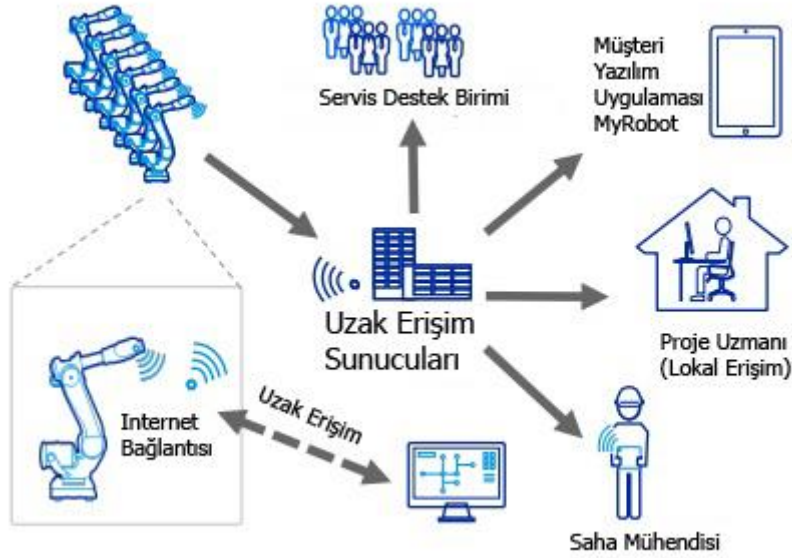 Servis Destek Birimi
Müşteri
Yazılım
Uygulaması
MyRobot
Uzak Erişim
Sunucuları
Proje Uzmanı
(Lokal Erişim)
Internet
Bağlantısı
Uzak Erişim
Saha Mühendisi